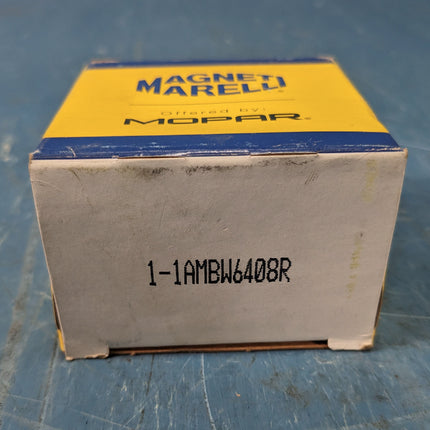 MAGNETI
MARELLI
Offered by:
MOPAR
1-1AMBW6408R